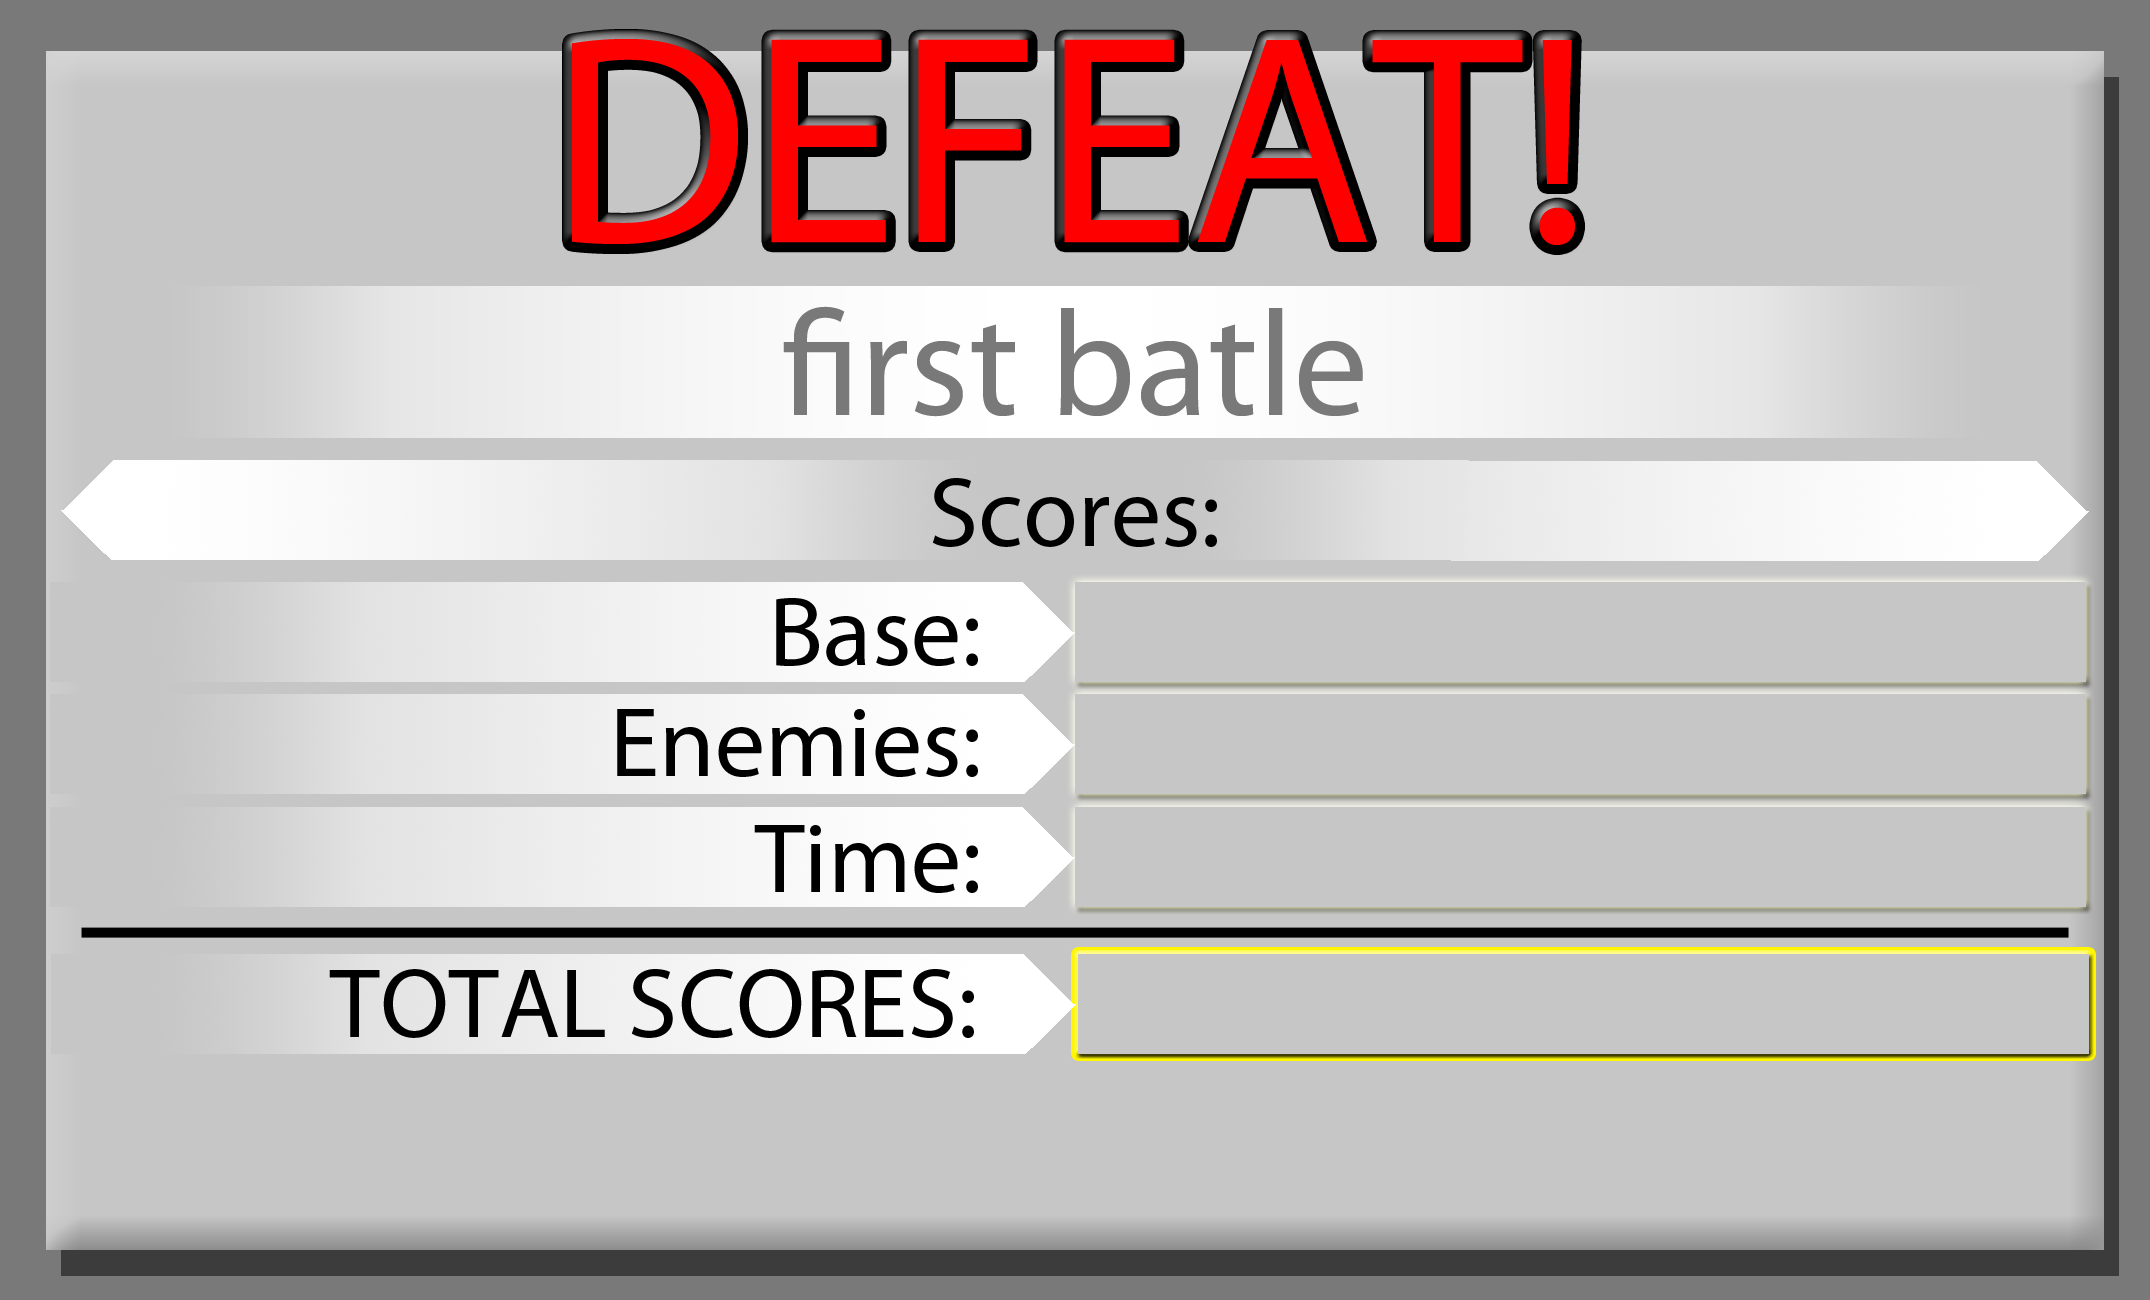 DEFEAT!
first batle
Scores:
Base:
Enemies:
Time:
TOTAL SCORES: